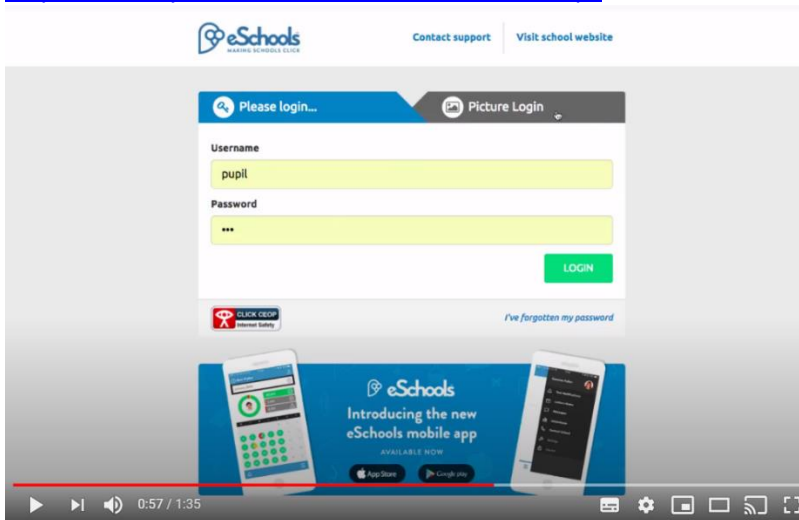 eSchools
MAKING SCHOOLS CLICK
Contact support
Visit school website
Please login...
Picture Login
Username
pupil
Password
•••
LOGIN
CLICK CEOP
Internet Safety
I've forgotten my password
eSchools
Introducing the new
eSchools mobile app
AVAILABLE NOW
App Store
Google play
0:57 / 1:35